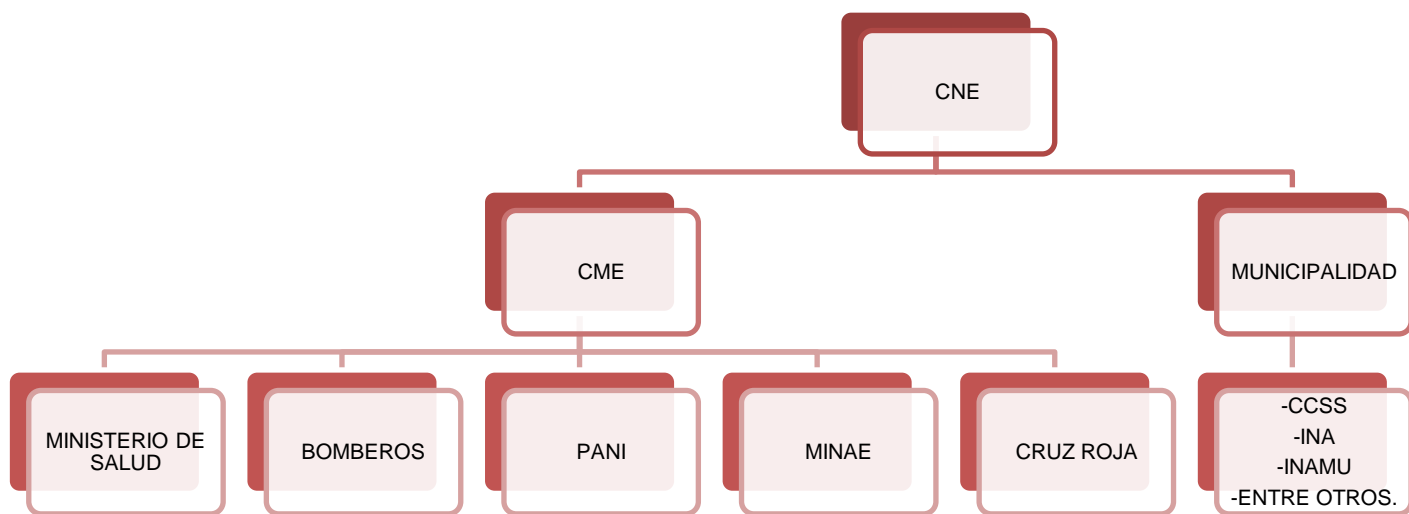 CNE
CME
MUNICIPALIDAD
MINISTERIO DE
SALUD
BOMBEROS
PANI
MINAE
CRUZ ROJA
-CCSS
-INA
-INAMU
-ENTRE OTROS.